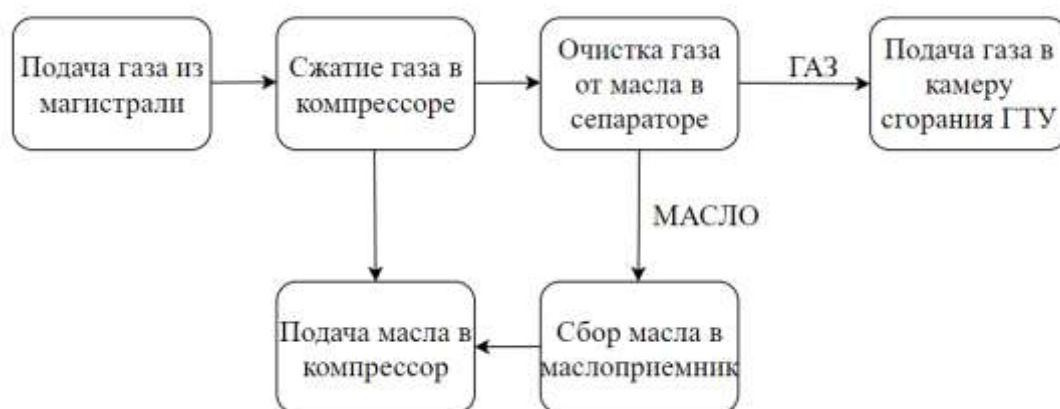 Подача газа из
магистрали
Сжатие газа в
компрессоре
Очистка газа
от масла в
сепараторе
ГАЗ
Подача газа в
камеру
сгорания ГТУ
МАСЛО
Подача масла в
компрессор
Сбор масла в
маслоприемник